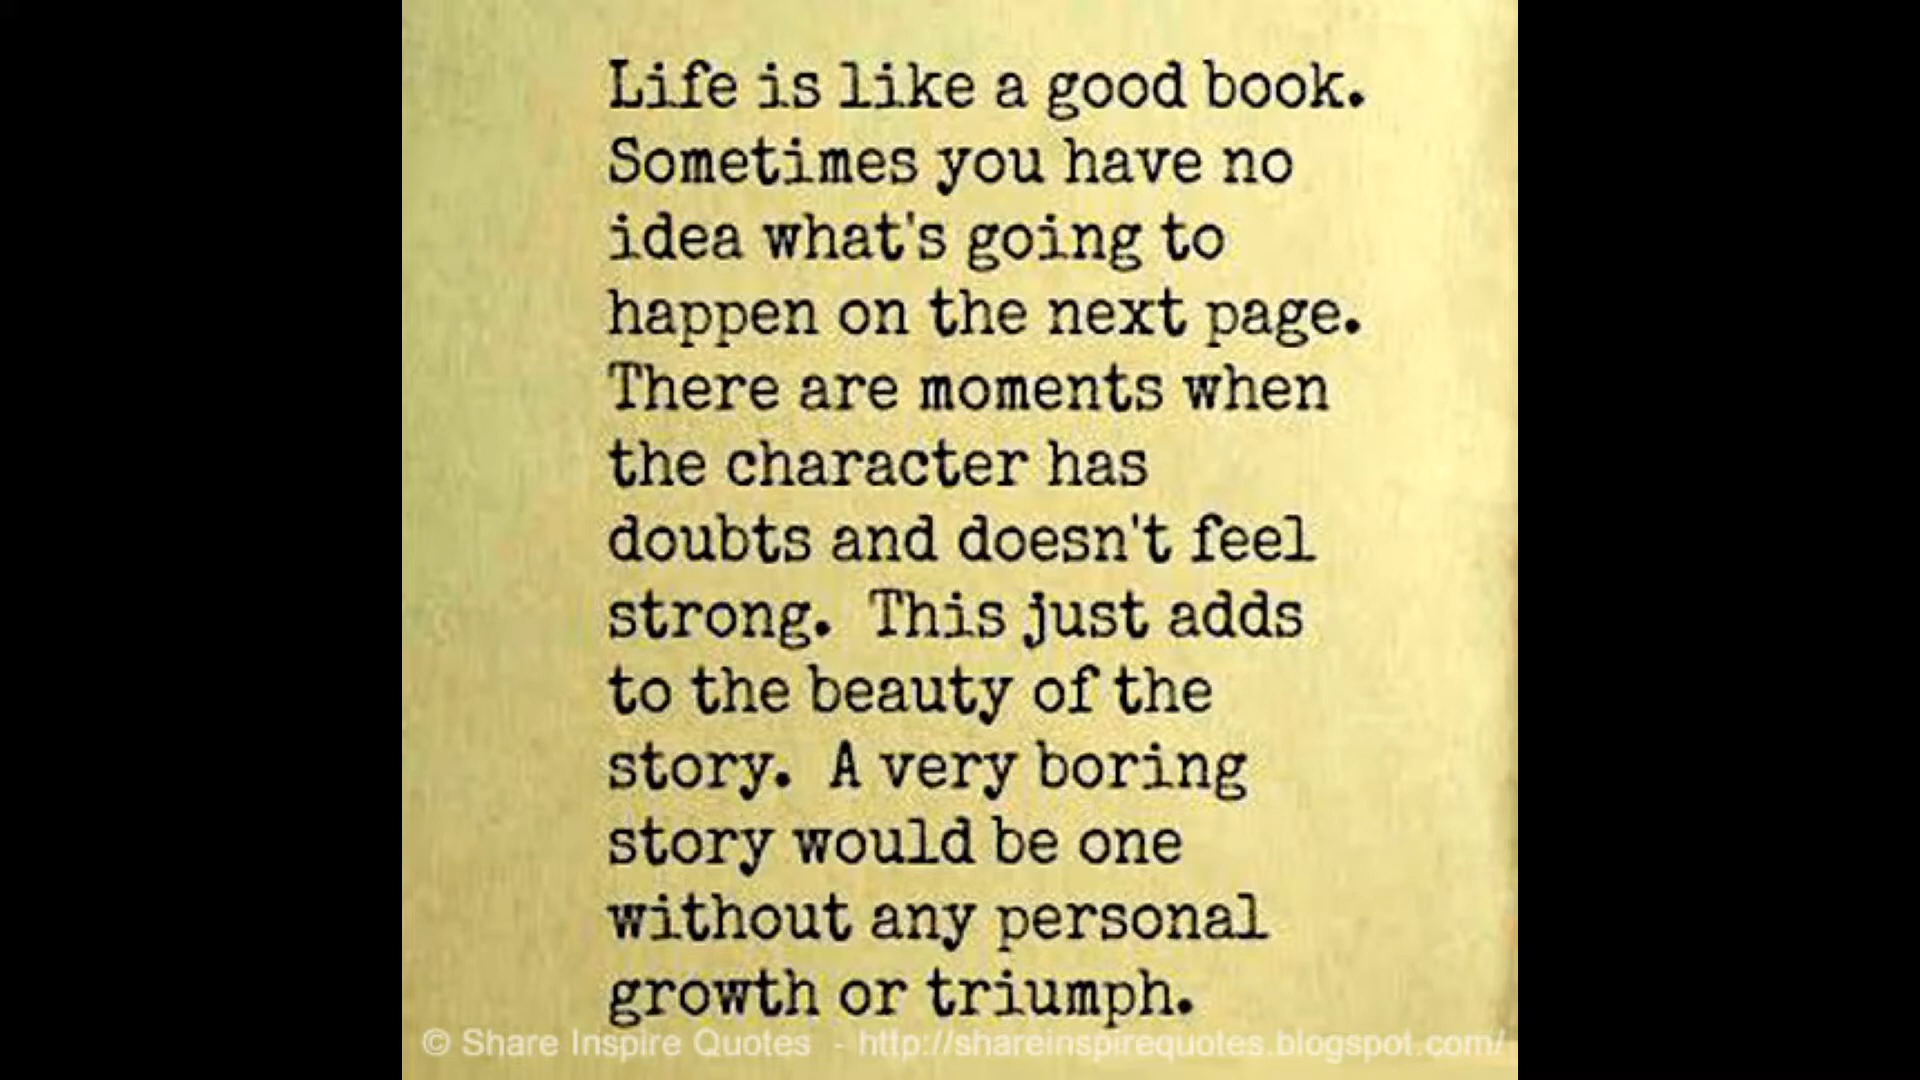 Life is like a good book.
Sometimes you have no
idea what's going to
happen on the next page.
There are moments when
the character has
doubts and doesn't feel
strong. This just adds
to the beauty of the
story. A very boring
story would be one
without any personal
growth or triumph.
© Share Inspire Quotes - http://shareinspirequotes.blogspot.com/